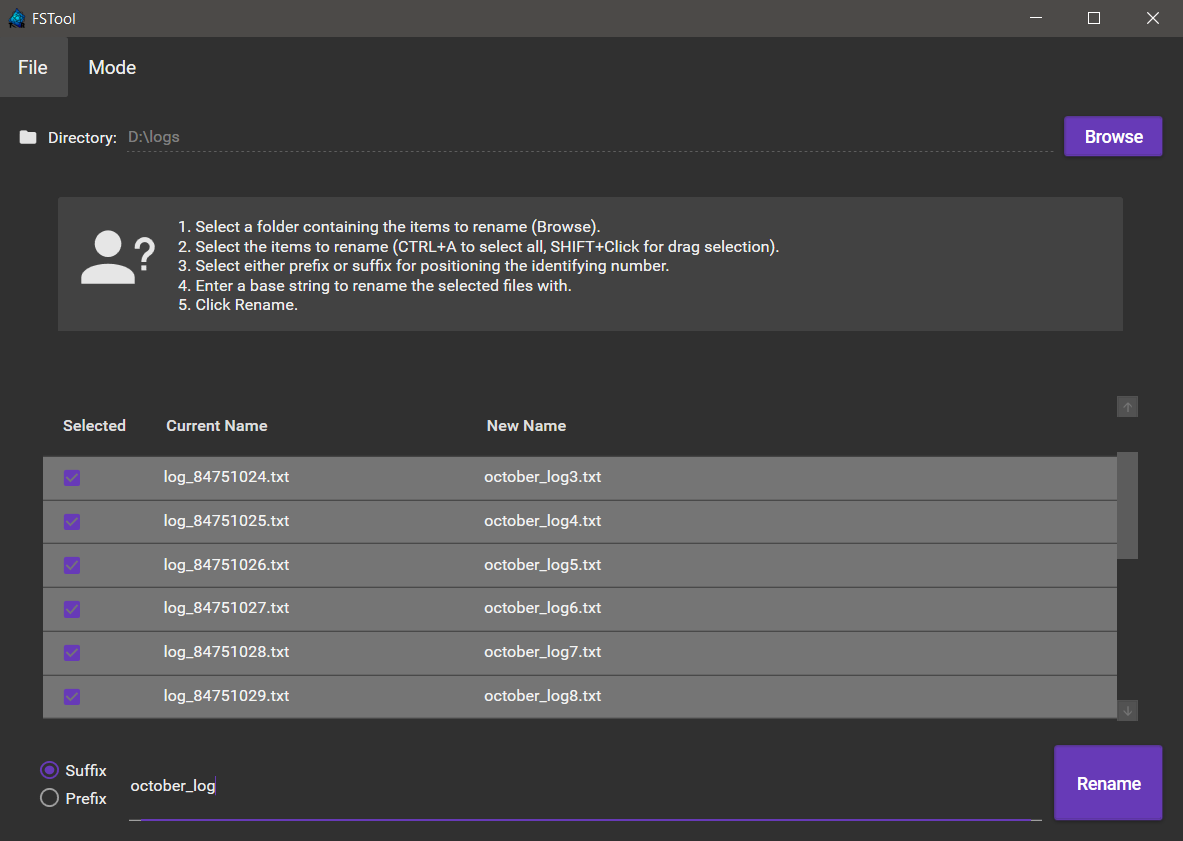 FSTool
File Mode
Directory: D:\logs Browse
1. Select a folder containing the items to rename (Browse).
2. Select the items to rename (CTRL+A to select all, SHIFT+Click for drag selection).
3. Select either prefix or suffix for positioning the identifying number.
4. Enter a base string to rename the selected files with.
5. Click Rename.
Selected Current Name New Name
log_84751024.txt october_log3.txt
log_84751025.txt october_log4.txt
log_84751026.txt october_log5.txt
log_84751027.txt october_log6.txt
log_84751028.txt october_log7.txt
log_84751029.txt october_log8.txt
Suffix
Prefix
october_log
Rename